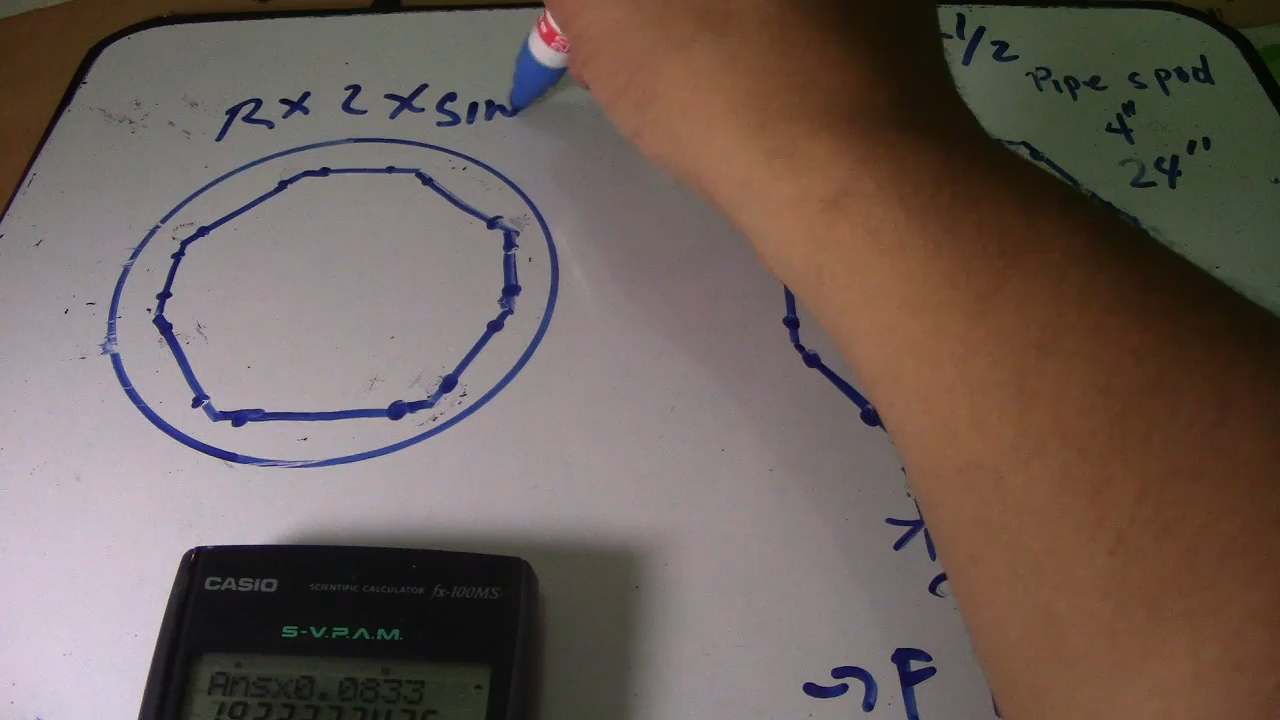 R x 2 x sin
1/2
Pipe spod
4"
24"
CASIO
SCIENTIFIC CALCULATOR fx-100MS
S-V.P.A.M.
Ans×0.0833
F